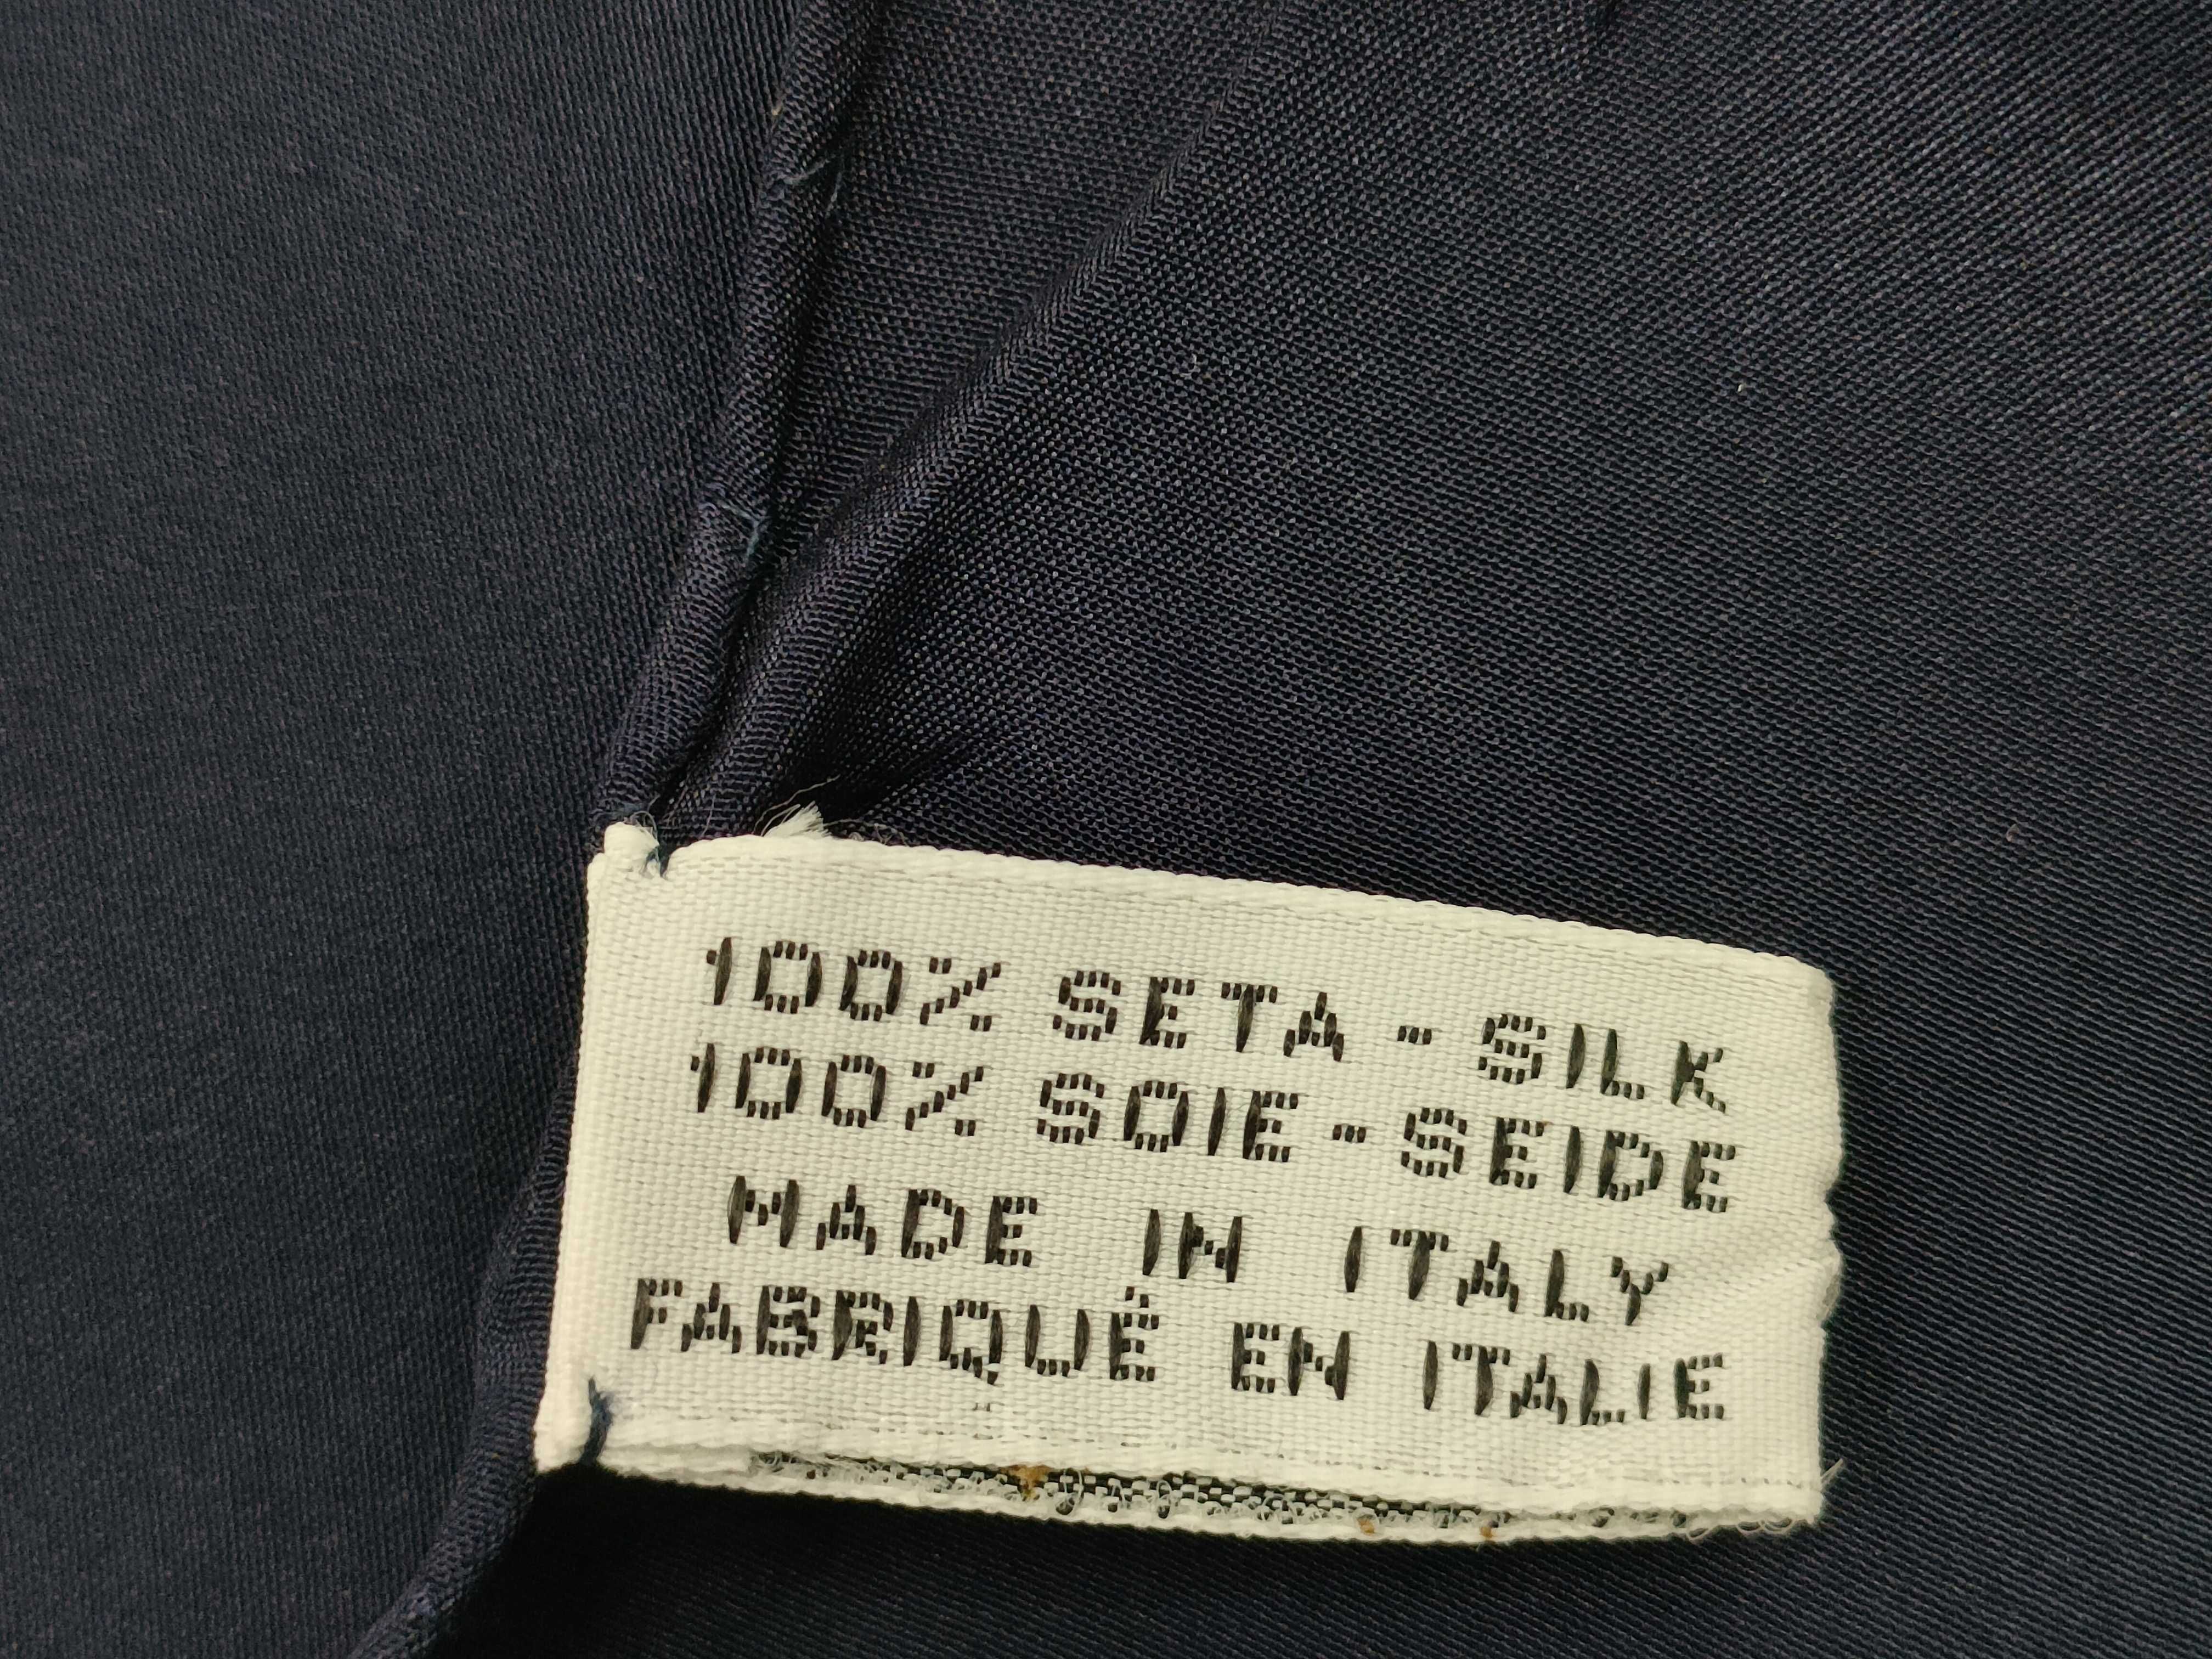 100% SETA - SILK
100% SOIE - SEIDE
MADE IN ITALY
FABRIQUÉ EN ITALIE